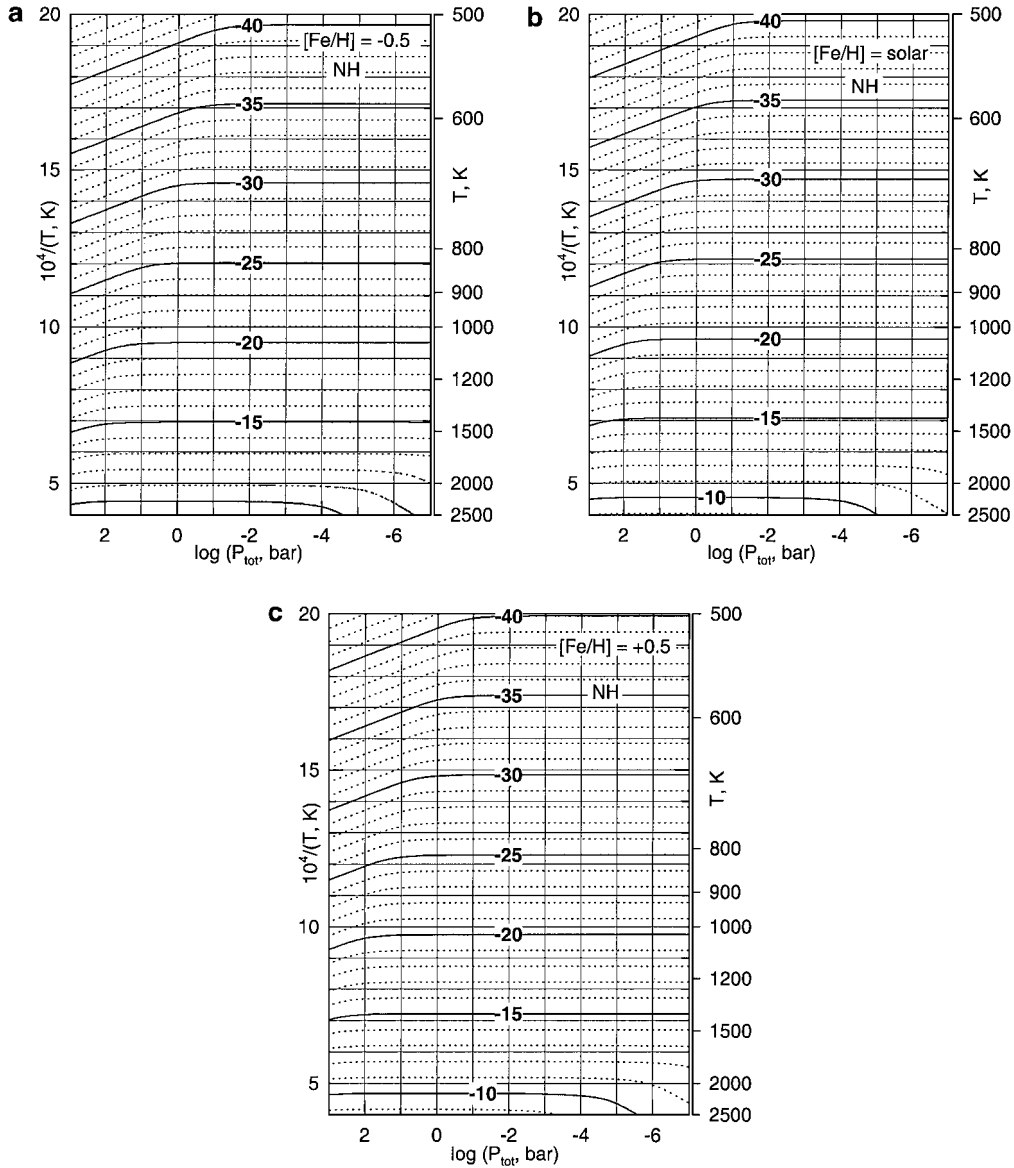 a
[Fe/H] = -0.5
NH
-40
-35
-30
-25
-20
-15
20
15
10
5
10⁴/(T, K)
500
600
800
900
1000
1200
1500
2000
2500
T, K
2 0 -2 -4 -6
log (Pₜₒₜ, bar)
b
[Fe/H] = solar
NH
-40
-35
-30
-25
-20
-15
-10
20
15
10
5
10⁴/(T, K)
500
600
800
900
1000
1200
1500
2000
2500
T, K
2 0 -2 -4 -6
log (Pₜₒₜ, bar)
c
[Fe/H] = +0.5
NH
-40
-35
-30
-25
-20
-15
-10
20
15
10
5
10⁴/(T, K)
500
600
800
900
1000
1200
1500
2000
2500
T, K
2 0 -2 -4 -6
log (Pₜₒₜ, bar)